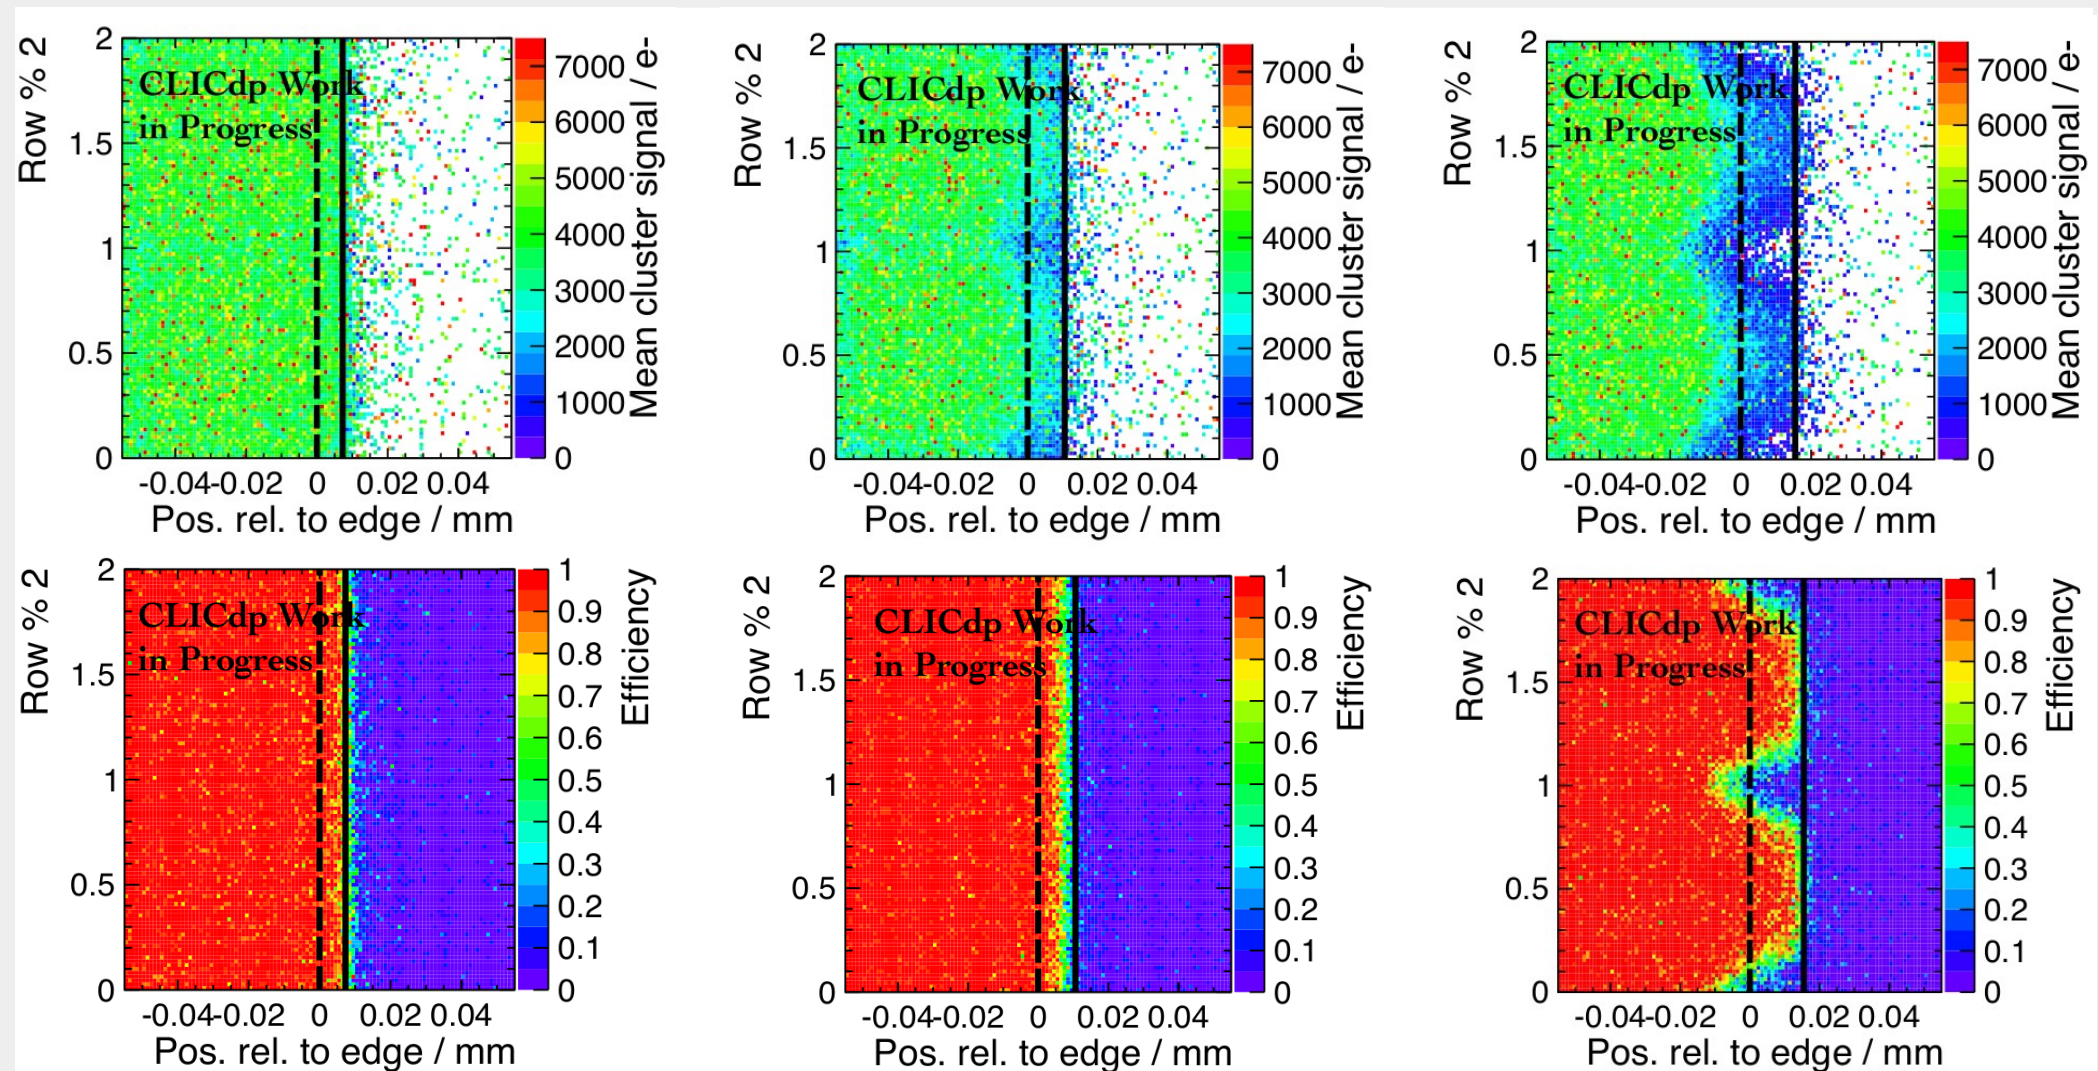 Row % 2
2
1.5
1
0.5
0
CLICdp Work
in Progress
-0.04-0.02 0 0.02 0.04
Pos. rel. to edge / mm
7000
6000
5000
4000
3000
2000
1000
0
Mean cluster signal / e-
Row % 2
2
1.5
1
0.5
0
CLICdp Work
in Progress
-0.04-0.02 0 0.02 0.04
Pos. rel. to edge / mm
7000
6000
5000
4000
3000
2000
1000
0
Mean cluster signal / e-
Row % 2
2
1.5
1
0.5
0
CLICdp Work
in Progress
-0.04-0.02 0 0.02 0.04
Pos. rel. to edge / mm
7000
6000
5000
4000
3000
2000
1000
0
Mean cluster signal / e-
Row % 2
2
1.5
1
0.5
0
CLICdp Work
in Progress
-0.04-0.02 0 0.02 0.04
Pos. rel. to edge / mm
1
0.9
0.8
0.7
0.6
0.5
0.4
0.3
0.2
0.1
0
Efficiency
Row % 2
2
1.5
1
0.5
0
CLICdp Work
in Progress
-0.04-0.02 0 0.02 0.04
Pos. rel. to edge / mm
1
0.9
0.8
0.7
0.6
0.5
0.4
0.3
0.2
0.1
0
Efficiency
Row % 2
2
1.5
1
0.5
0
CLICdp Work
in Progress
-0.04-0.02 0 0.02 0.04
Pos. rel. to edge / mm
1
0.9
0.8
0.7
0.6
0.5
0.4
0.3
0.2
0.1
0
Efficiency